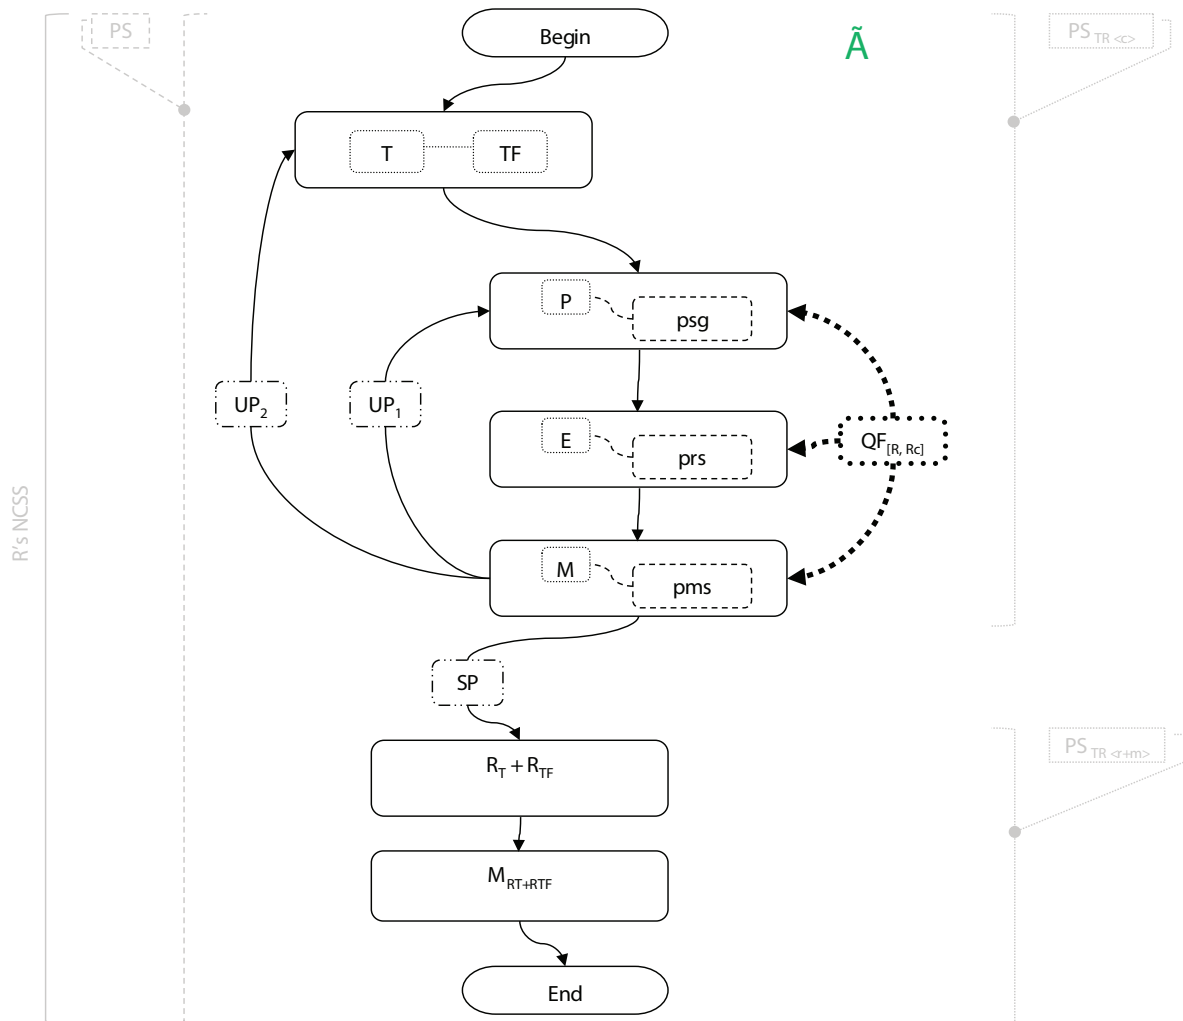 PS
Begin
Ã
PS TR <c>
T
TF
P
psg
UP2
UP1
E
prs
QF[R, Rc]
R's NCSS
M
pms
SP
RT + RTF
PS TR <r+m>
M RT+RTF
End